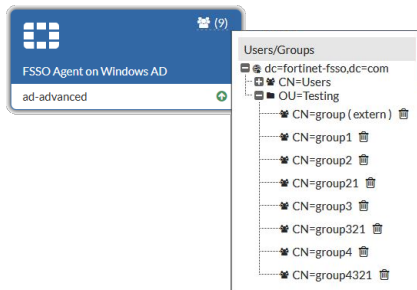 (9)
FSSO Agent on Windows AD
ad-advanced
Users/Groups
dc=fortinet-fsso,dc=com
CN=Users
OU=Testing
CN=group ( extern )
CN=group1
CN=group2
CN=group21
CN=group3
CN=group321
CN=group4
CN=group4321